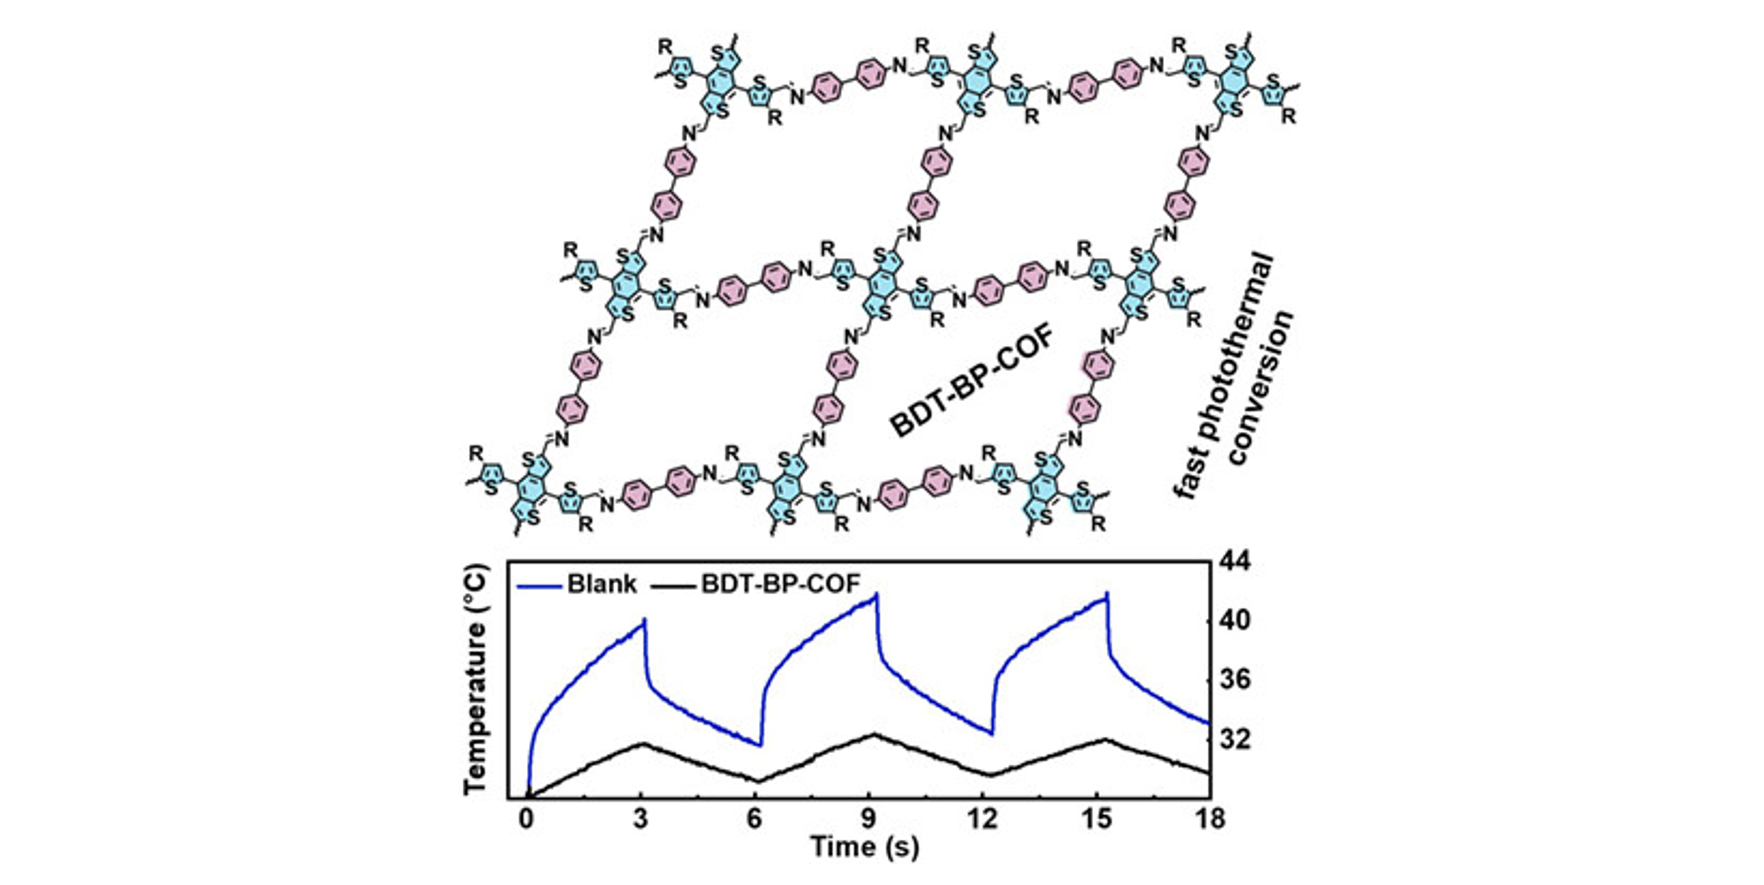 R S R S R
S S S S S S S
S N S N S
R R R
N N
N N N
N N N
R S R S R S
S N S N S
S S S S S S
R R R
N N N
BDT-BP-COF
fast photothermal
conversion
N N N
R S R S R S
N N
S S S S S S
S S S
N N
R R R
Blank BDT-BP-COF
Temperature (°C)
44
40
36
32
0 3 6 9 12 15 18
Time (s)